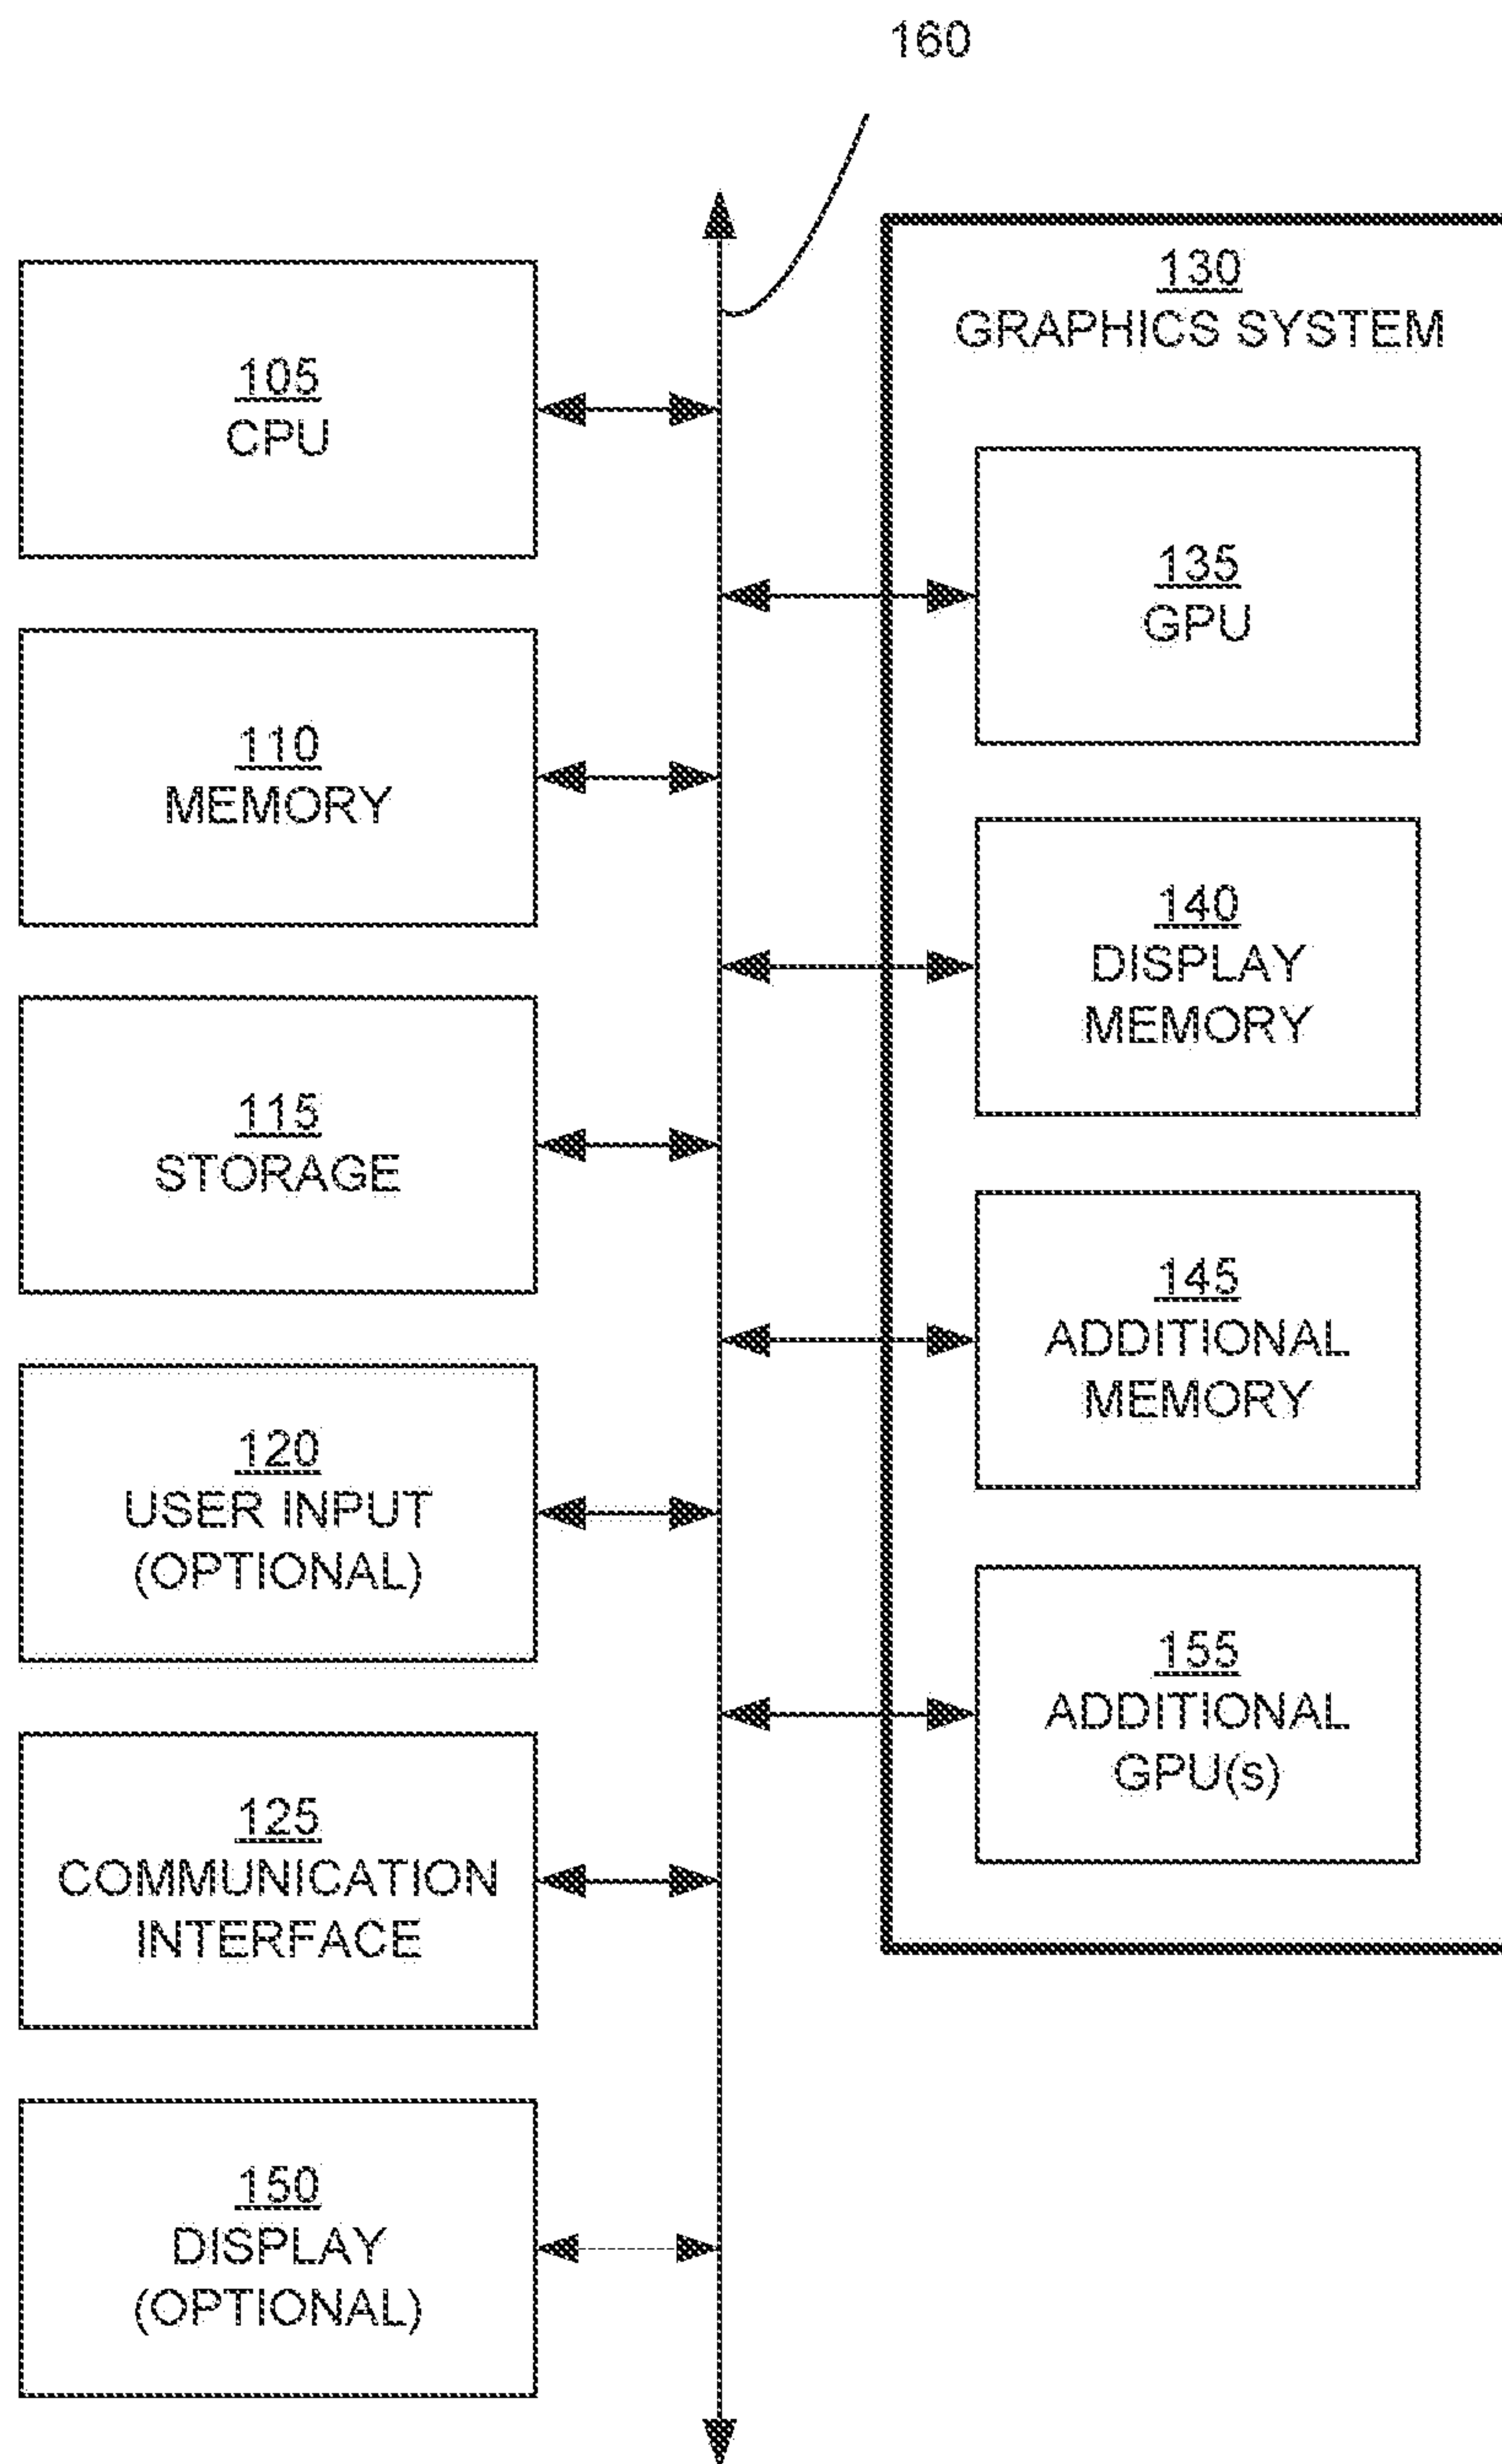 160
105
CPU
110
MEMORY
115
STORAGE
120
USER INPUT
(OPTIONAL)
125
COMMUNICATION
INTERFACE
150
DISPLAY
(OPTIONAL)
130
GRAPHICS SYSTEM
135
GPU
140
DISPLAY
MEMORY
145
ADDITIONAL
MEMORY
155
ADDITIONAL
GPU(s)